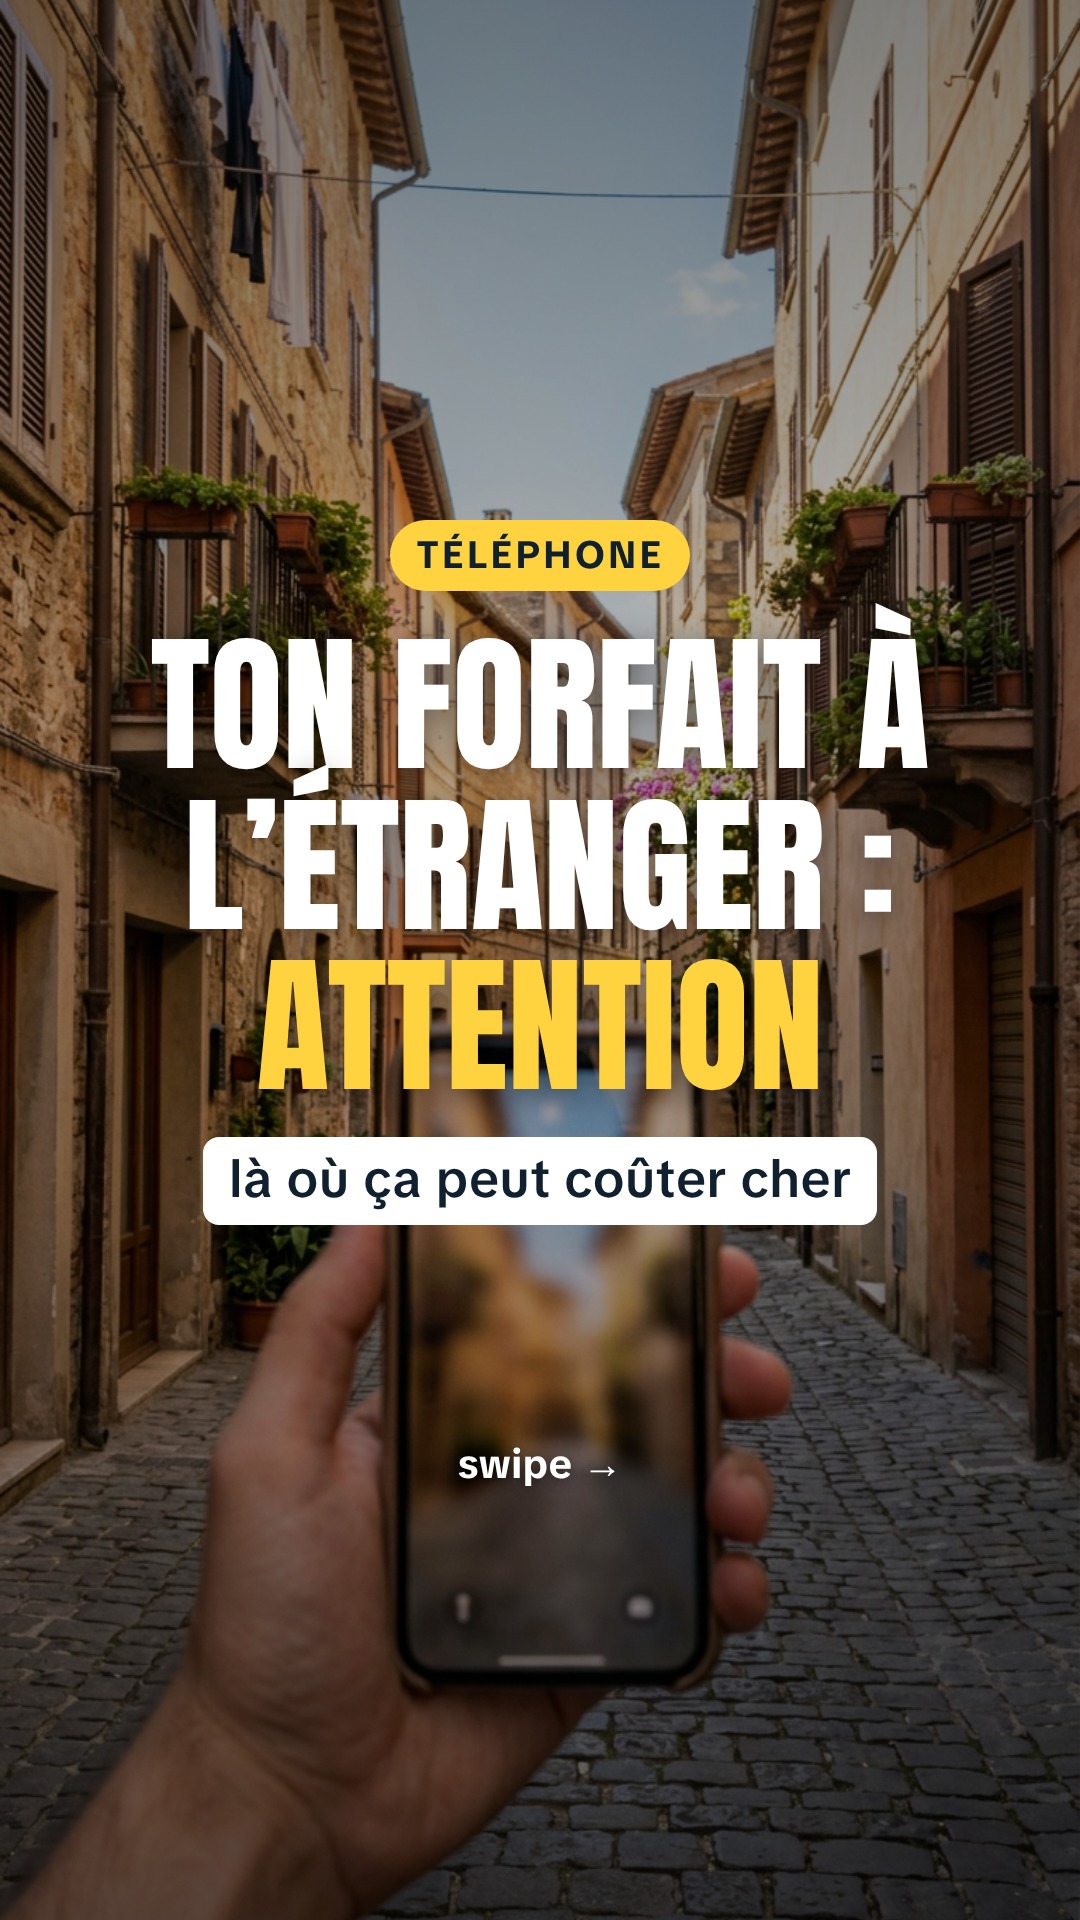 TÉLÉPHONE
TON FORFAIT À
L’ÉTRANGER :
ATTENTION
là où ça peut coûter cher
swipe →